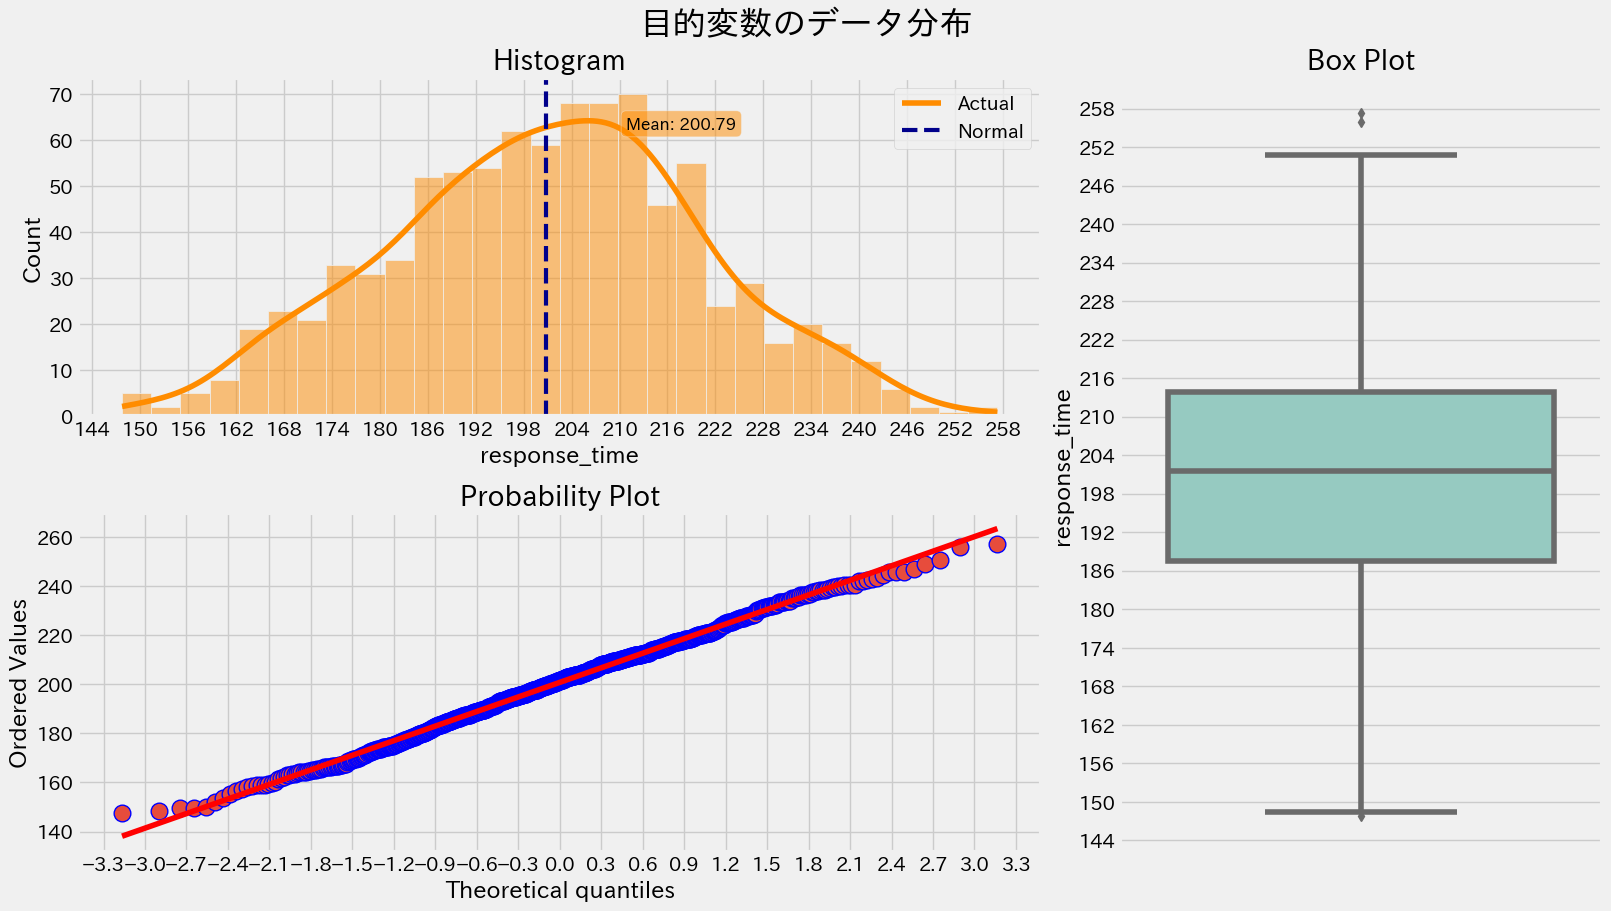 目的変数のデータ分布
Histogram
70
60
50
40
30
20
10
0
Count
Actual
Normal
Mean: 200.79
144 150 156 162 168 174 180 186 192 198 204 210 216 222 228 234 240 246 252 258
response_time
Probability Plot
260
240
220
200
180
160
140
Ordered Values
−3.3 −3.0 −2.7 −2.4 −2.1 −1.8 −1.5 −1.2 −0.9 −0.6 −0.3 0.0 0.3 0.6 0.9 1.2 1.5 1.8 2.1 2.4 2.7 3.0 3.3
Theoretical quantiles
Box Plot
258
252
246
240
234
228
222
216
210
204
198
192
186
180
174
168
162
156
150
144
response_time